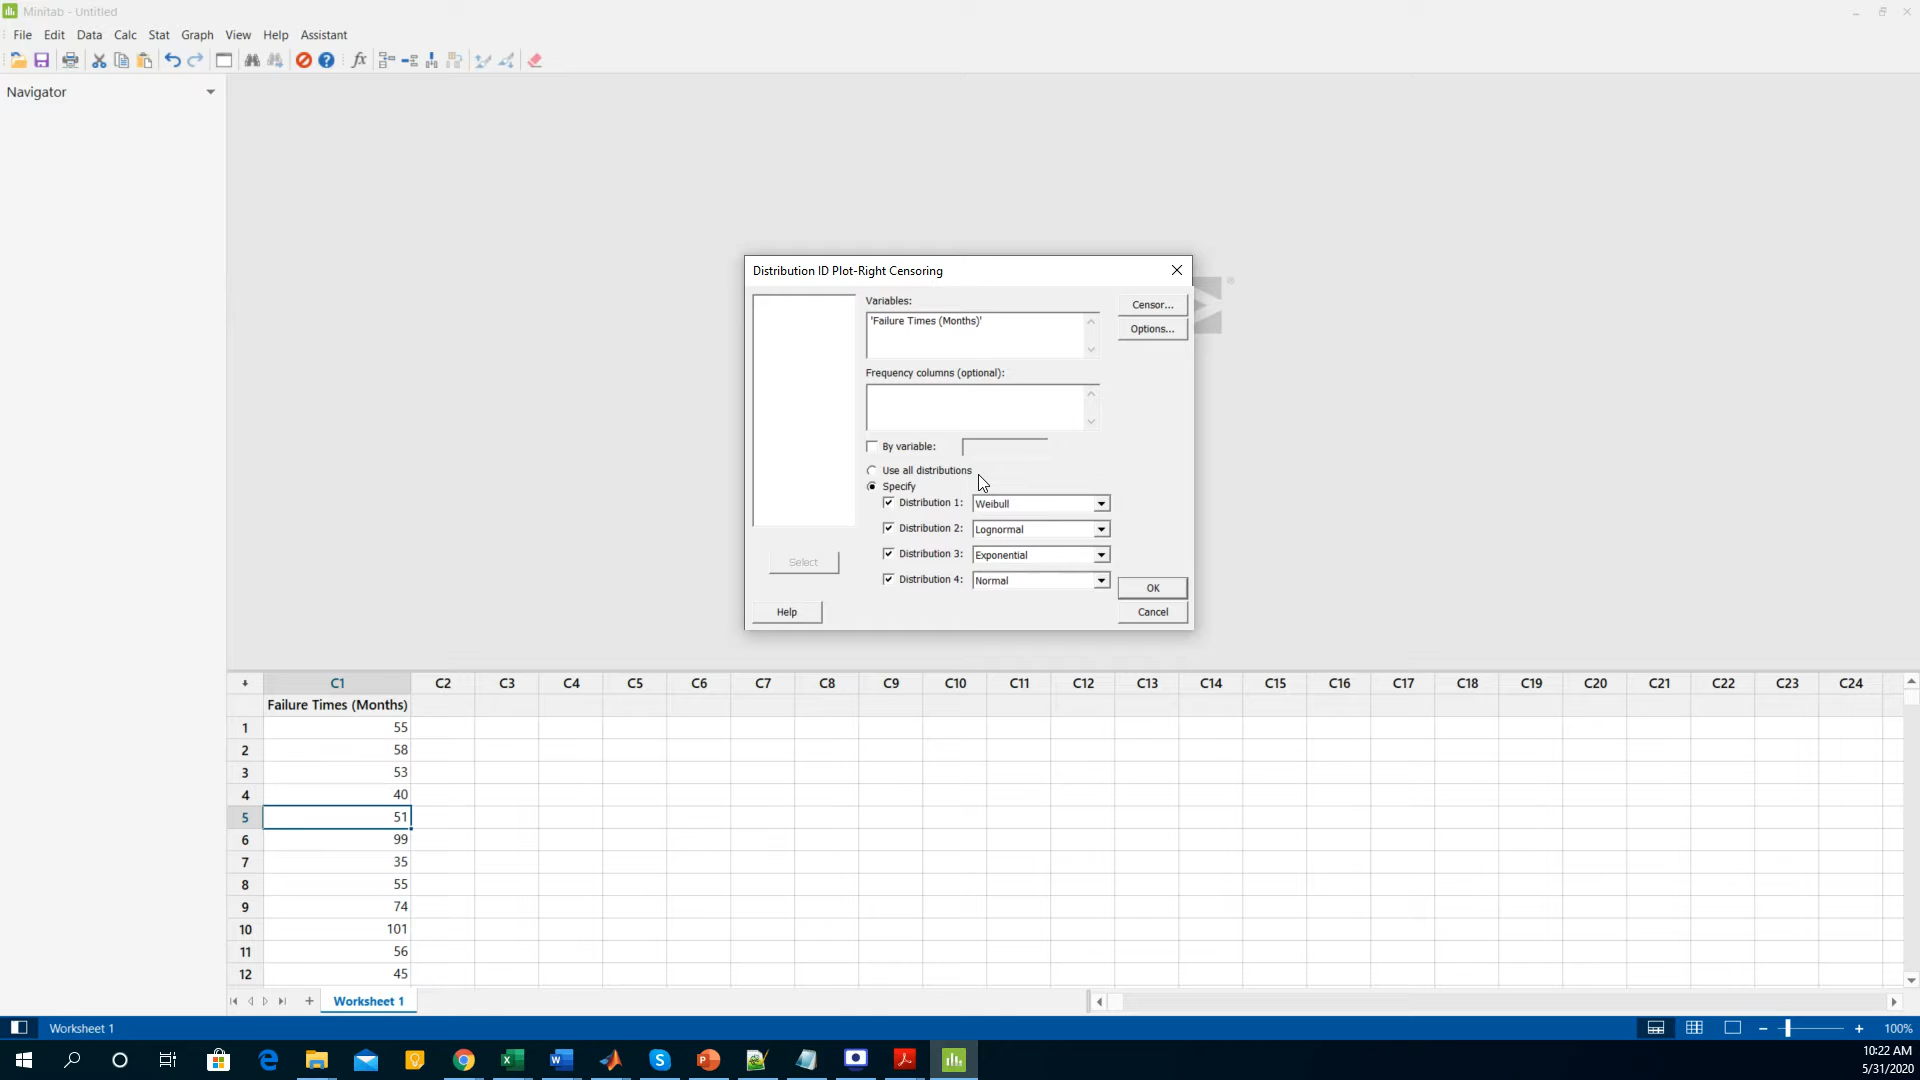 Minitab - Untitled
File Edit Data Calc Stat Graph View Help Assistant
Navigator
Distribution ID Plot-Right Censoring
Variables:
'Failure Times (Months)'
Censor...
Options...
Frequency columns (optional):
By variable:
Use all distributions
Specify
Distribution 1: Weibull
Distribution 2: Lognormal
Distribution 3: Exponential
Distribution 4: Normal
Select
OK
Help
Cancel
C1 C2 C3 C4 C5 C6 C7 C8 C9 C10 C11 C12 C13 C14 C15 C16 C17 C18 C19 C20 C21 C22 C23 C24
Failure Times (Months)
1 55
2 58
3 53
4 40
5 51
6 99
7 35
8 55
9 74
10 101
11 56
12 45
Worksheet 1
Worksheet 1
100%
10:22 AM
5/31/2020